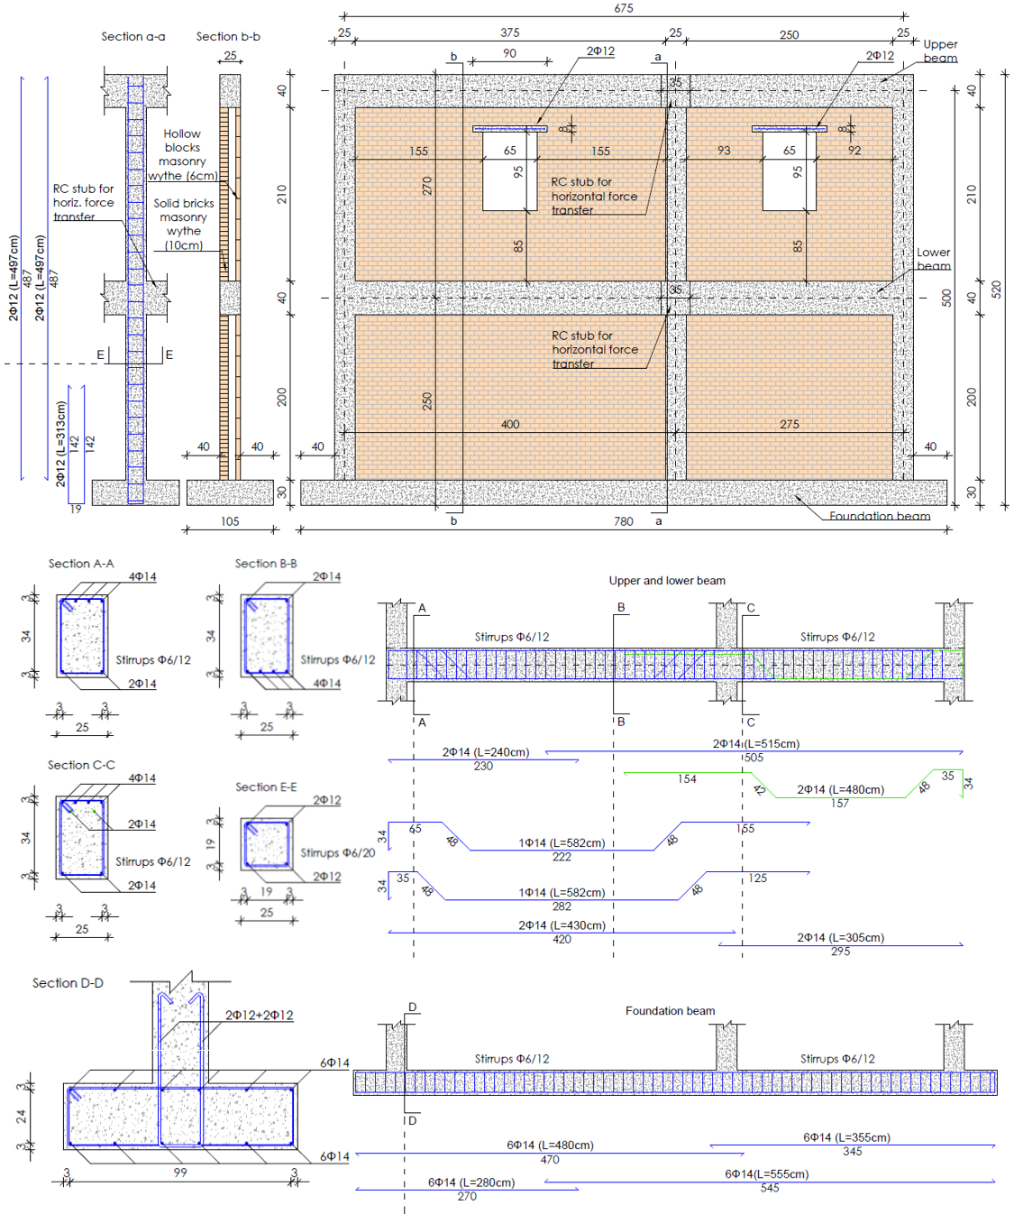 675
25
375
25
250
25
Section a-a
Section b-b
25
90
b
a
2Φ12
2Φ12
Upper
beam
40
35
40
40
Hollow
blocks
masonry
wythe (6cm)
8
8
155
65
155
93
65
92
95
95
270
210
210
RC stub for
horiz. force
transfer
Solid bricks
masonry
wythe
(10cm)
RC stub for
horizontal force
transfer
85
85
Lower
beam
2Φ12 (L=497cm)
487
2Φ12 (L=497cm)
487
40
35
40
500
520
E
E
RC stub for
horizontal force
transfer
250
200
200
2Φ12 (L=313cm)
142
142
19
400
275
40
40
40
40
30
30
105
b
a
780
Foundation beam
Section A-A
4Φ14
3
34
3
Stirrups Φ6/12
2Φ14
3
3
25
Section B-B
2Φ14
3
34
3
Stirrups Φ6/12
4Φ14
3
3
25
Upper and lower beam
A
B
C
Stirrups Φ6/12
Stirrups Φ6/12
A
B
C
Section C-C
4Φ14
3
34
3
2Φ14
Stirrups Φ6/12
2Φ14
3
3
25
Section E-E
2Φ12
3
19
3
Stirrups Φ6/20
2Φ12
3
19
3
25
2Φ14 (L=240cm)
230
2Φ14 (L=515cm)
505
154
42
2Φ14 (L=480cm)
157
48
35
34
34
65
48
1Φ14 (L=582cm)
222
48
155
34
35
48
1Φ14 (L=582cm)
282
48
125
2Φ14 (L=430cm)
420
2Φ14 (L=305cm)
295
Section D-D
2Φ12+2Φ12
6Φ14
3
24
3
6Φ14
3
99
3
Foundation beam
D
Stirrups Φ6/12
Stirrups Φ6/12
D
6Φ14 (L=480cm)
470
6Φ14 (L=355cm)
345
6Φ14 (L=280cm)
270
6Φ14(L=555cm)
545